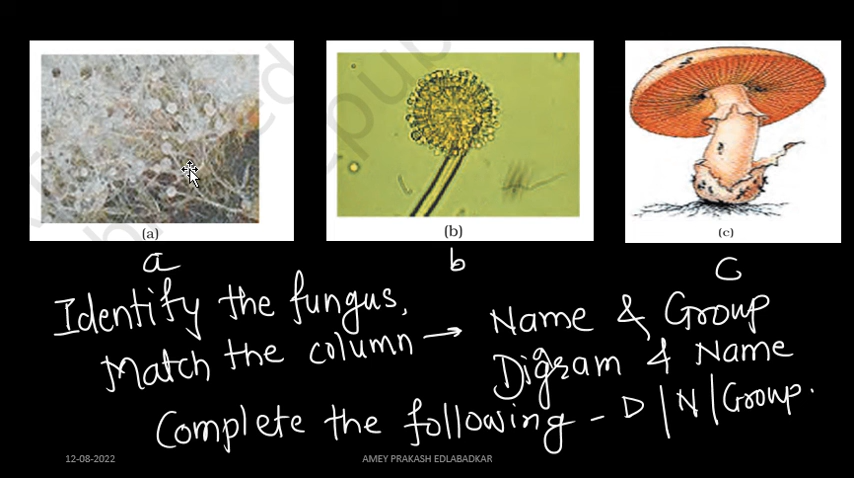 (a)
(b)
(c)
a
b
C
Identify the fungus,
Match the column → Name & Group
Digram & Name
Complete the following - D | N | Group.
12-08-2022
AMEY PRAKASH EDLABADKAR